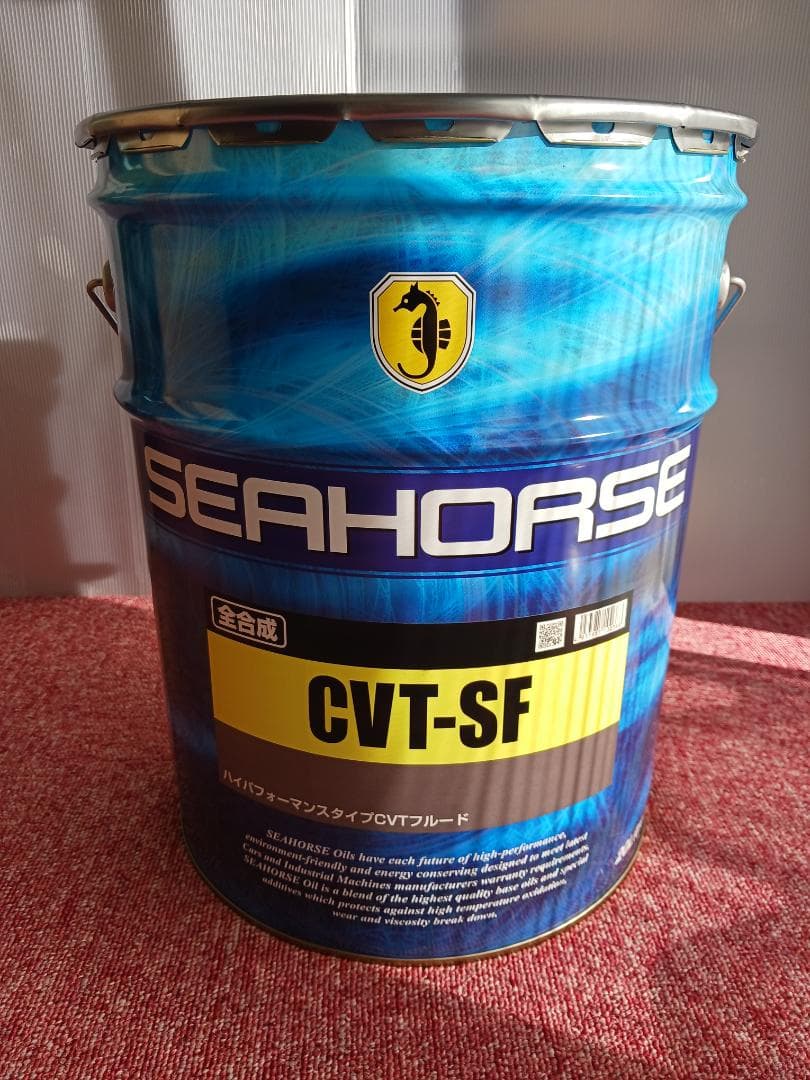 SEAHORSE
全合成
CVT-SF
ハイパフォーマンスタイプCVTフルード
SEAHORSE Oils have each future of high-performance,
environment-friendly and energy conserving designed to meet latest
Cars and Industrial Machines manufacturers warranty requirements.
SEAHORSE Oil is a blend of the highest quality base oils and special
additives which protects against high temperature oxidation,
wear and viscosity break down.